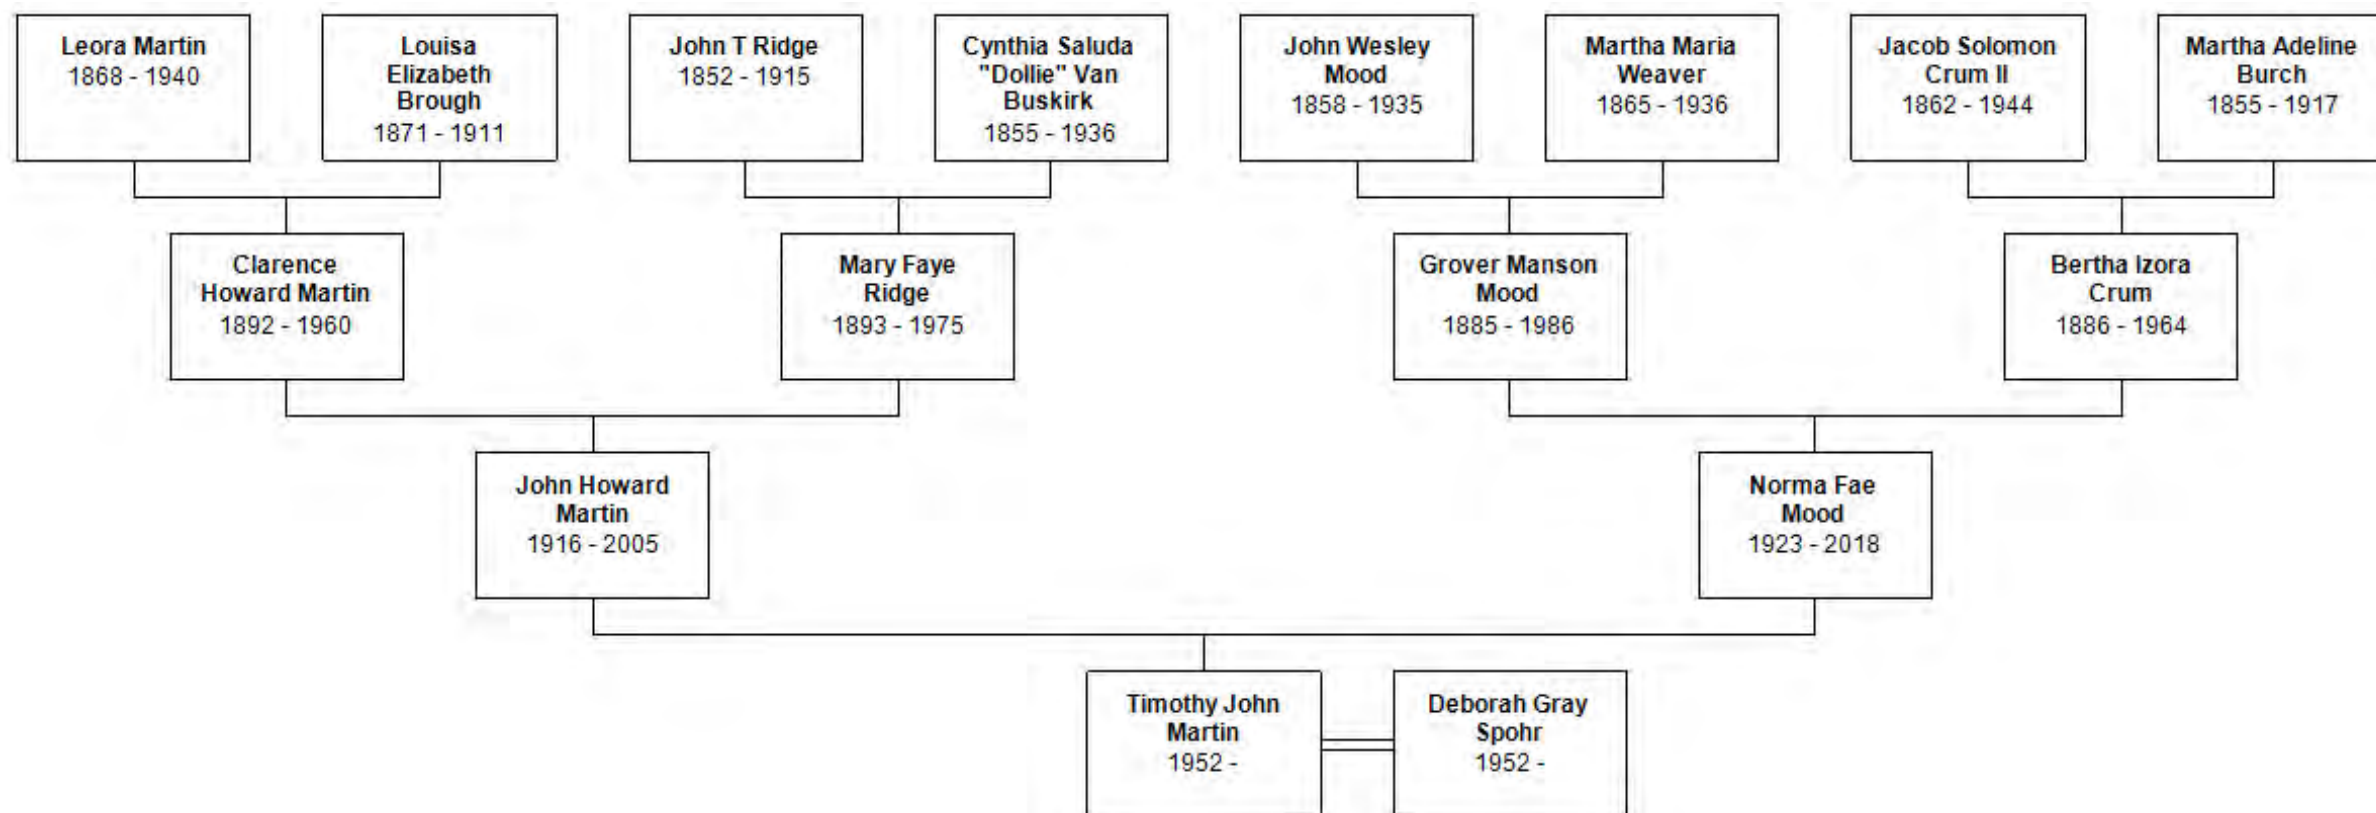 Leora Martin
1868 - 1940
Louisa
Elizabeth
Brough
1871 - 1911
John T Ridge
1852 - 1915
Cynthia Saluda
"Dollie" Van
Buskirk
1855 - 1936
John Wesley
Mood
1858 - 1935
Martha Maria
Weaver
1865 - 1936
Jacob Solomon
Crum II
1862 - 1944
Martha Adeline
Burch
1855 - 1917
Clarence
Howard Martin
1892 - 1960
Mary Faye
Ridge
1893 - 1975
Grover Manson
Mood
1885 - 1986
Bertha Izora
Crum
1886 - 1964
John Howard
Martin
1916 - 2005
Norma Fae
Mood
1923 - 2018
Timothy John
Martin
1952 -
Deborah Gray
Spohr
1952 -